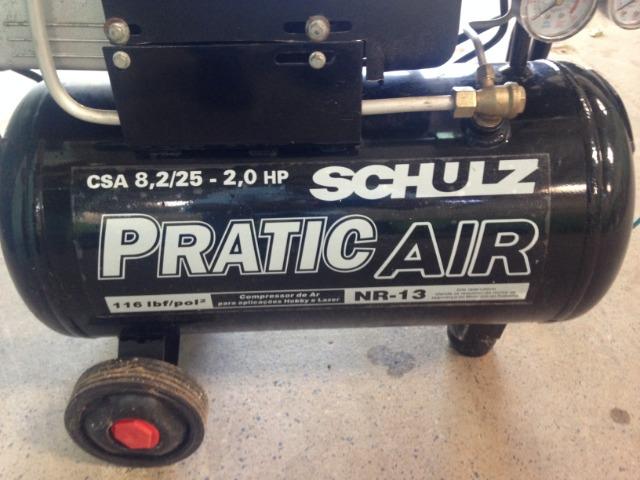 CSA 8,2/25 - 2,0 HP
SCHULZ
PRATIC AIR
116 lbf/pol²
Compressor de Ar
para aplicações Hobby e Lazer
NR-13